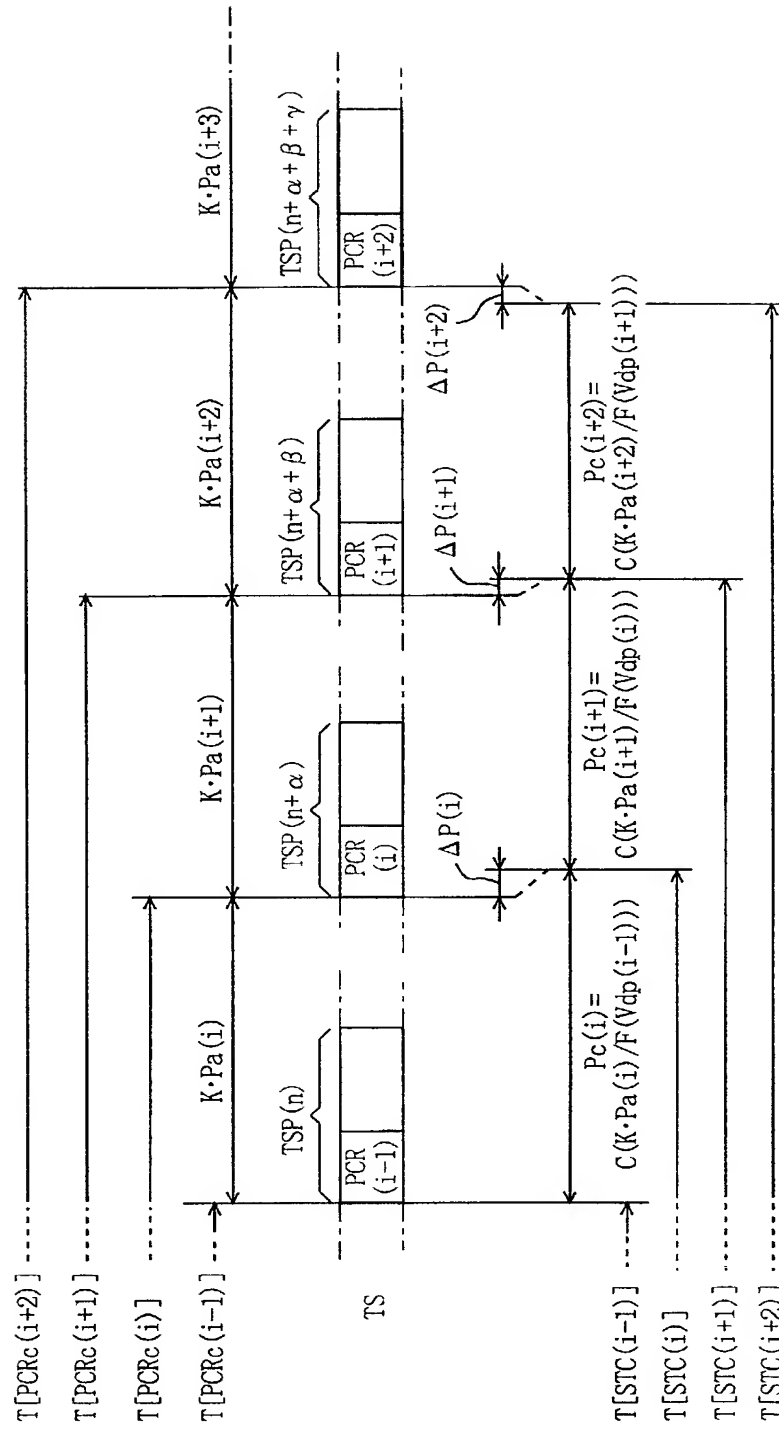 T[PCRc(i+2)]
T[PCRc(i+1)]
T[PCRc(i)]
T[PCRc(i-1)]
K·Pa(i)
K·Pa(i+1)
K·Pa(i+2)
K·Pa(i+3)
TSP(n)
TSP(n+α)
TSP(n+α+β)
TSP(n+α+β+γ)
TS
PCR
(i-1)
PCR
(i)
PCR
(i+1)
PCR
(i+2)
ΔP(i)
ΔP(i+1)
ΔP(i+2)
Pc(i)=
C(K·Pa(i)/F(Vdp(i-1)))
Pc(i+1)=
C(K·Pa(i+1)/F(Vdp(i)))
Pc(i+2)=
C(K·Pa(i+2)/F(Vdp(i+1)))
T[STC(i-1)]
T[STC(i)]
T[STC(i+1)]
T[STC(i+2)]